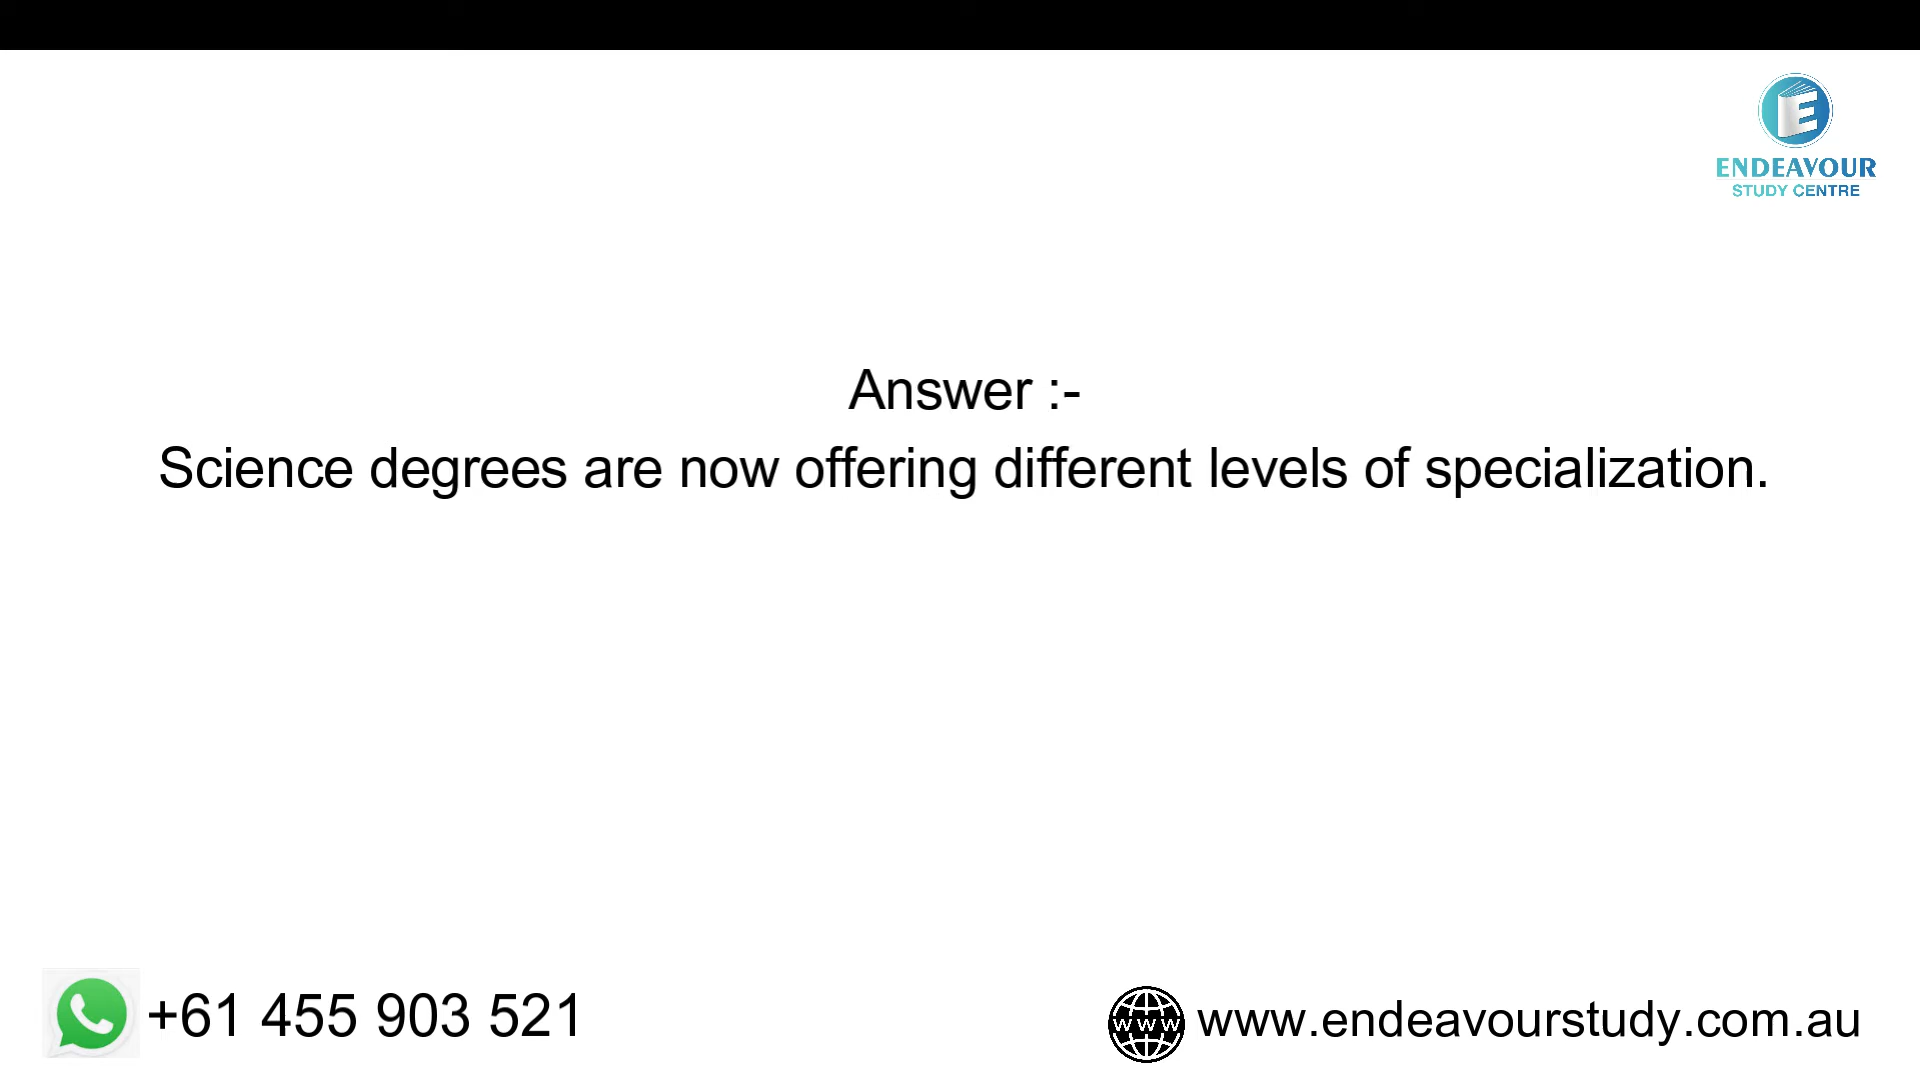 E
ENDEAVOUR
STUDY CENTRE
Answer :-
Science degrees are now offering different levels of specialization.
+61 455 903 521
www
www.endeavourstudy.com.au